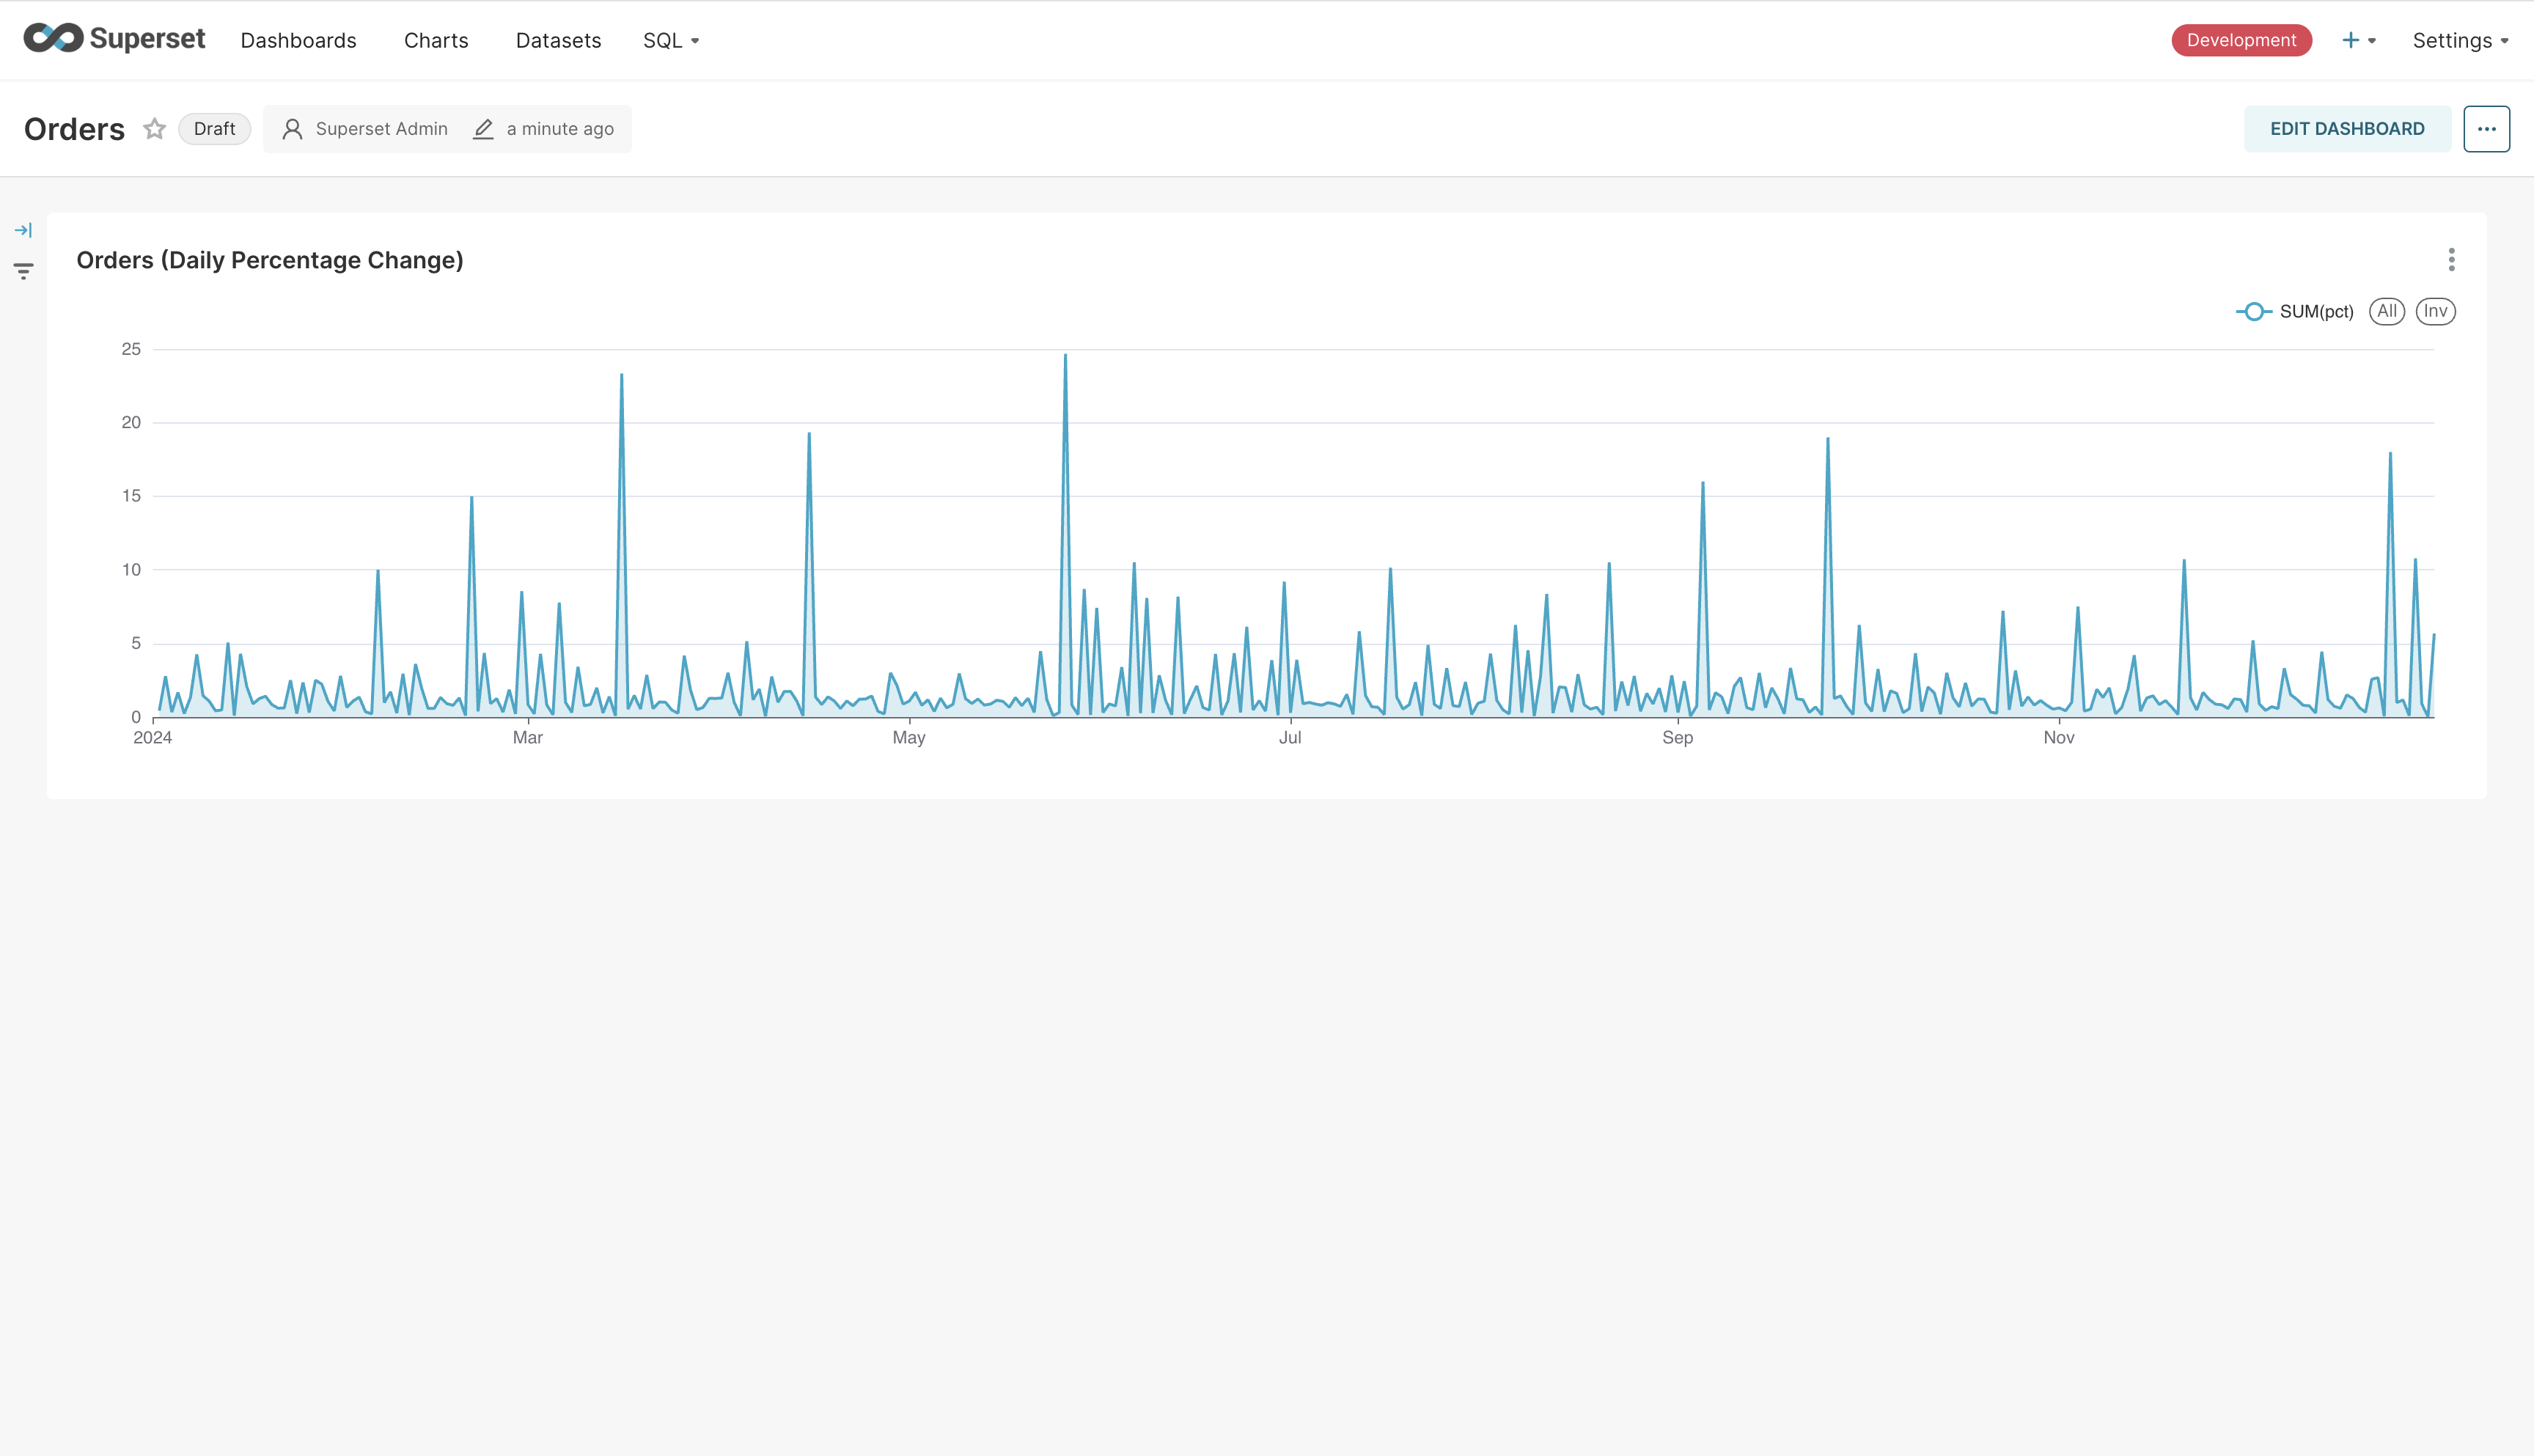 Superset Dashboards Charts Datasets SQL Development + Settings
Orders Draft Superset Admin a minute ago EDIT DASHBOARD ...
Orders (Daily Percentage Change)
SUM(pct) All Inv
25
20
15
10
5
0
2024 Mar May Jul Sep Nov